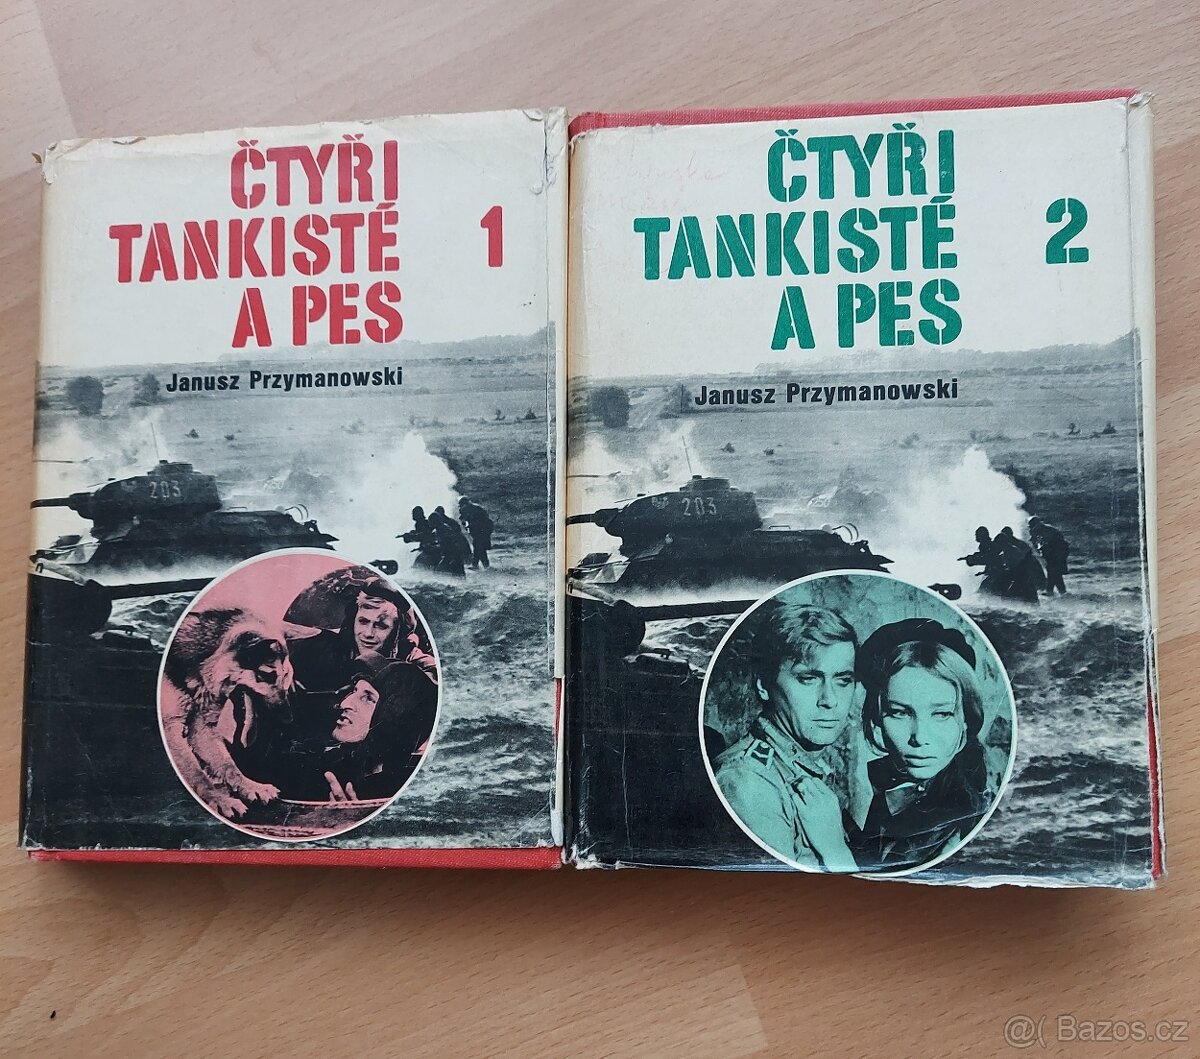 ČTYŘI
TANKISTÉ 1
A PES
Janusz Przymanowski
203
ČTYŘI
TANKISTÉ 2
A PES
Janusz Przymanowski
203
@( Bazos.cz